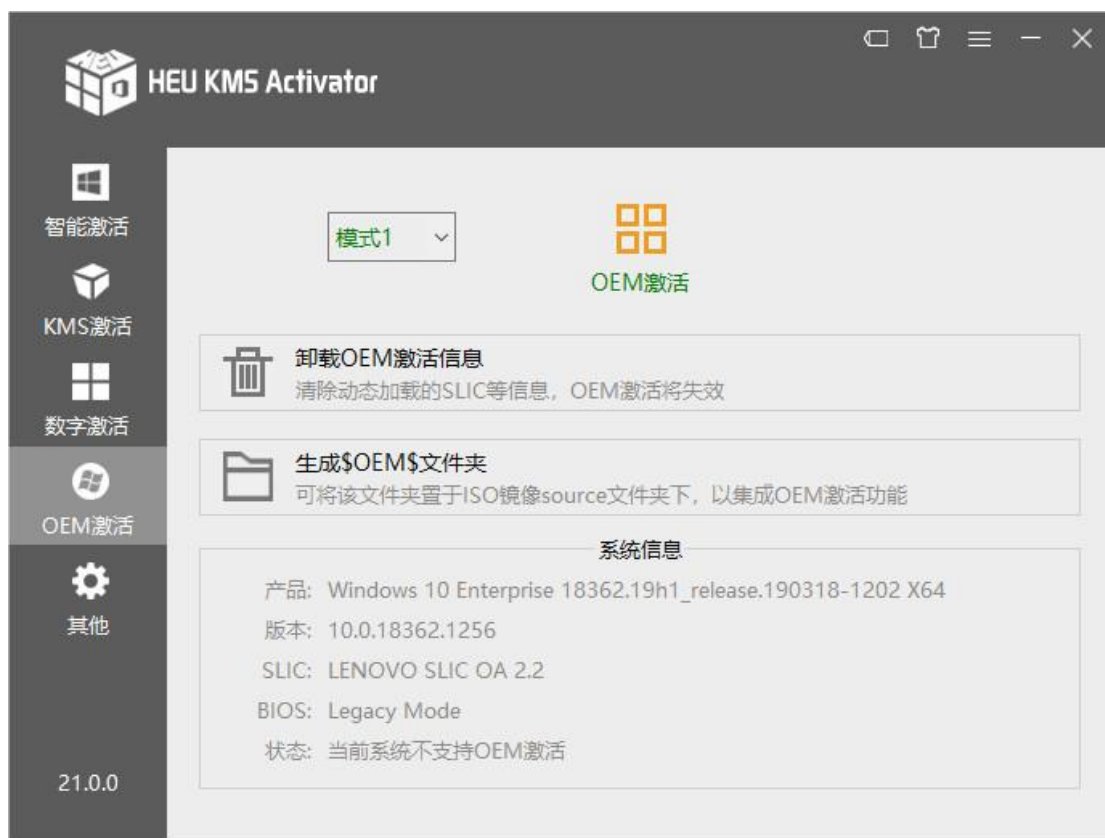 HEU KMS Activator
智能激活
KMS激活
数字激活
OEM激活
其他
21.0.0
模式1
OEM激活
卸载OEM激活信息
清除动态加载的SLIC等信息，OEM激活将失效
生成$OEM$文件夹
可将该文件夹置于ISO镜像source文件夹下，以集成OEM激活功能
系统信息
产品: Windows 10 Enterprise 18362.19h1_release.190318-1202 X64
版本: 10.0.18362.1256
SLIC: LENOVO SLIC OA 2.2
BIOS: Legacy Mode
状态: 当前系统不支持OEM激活